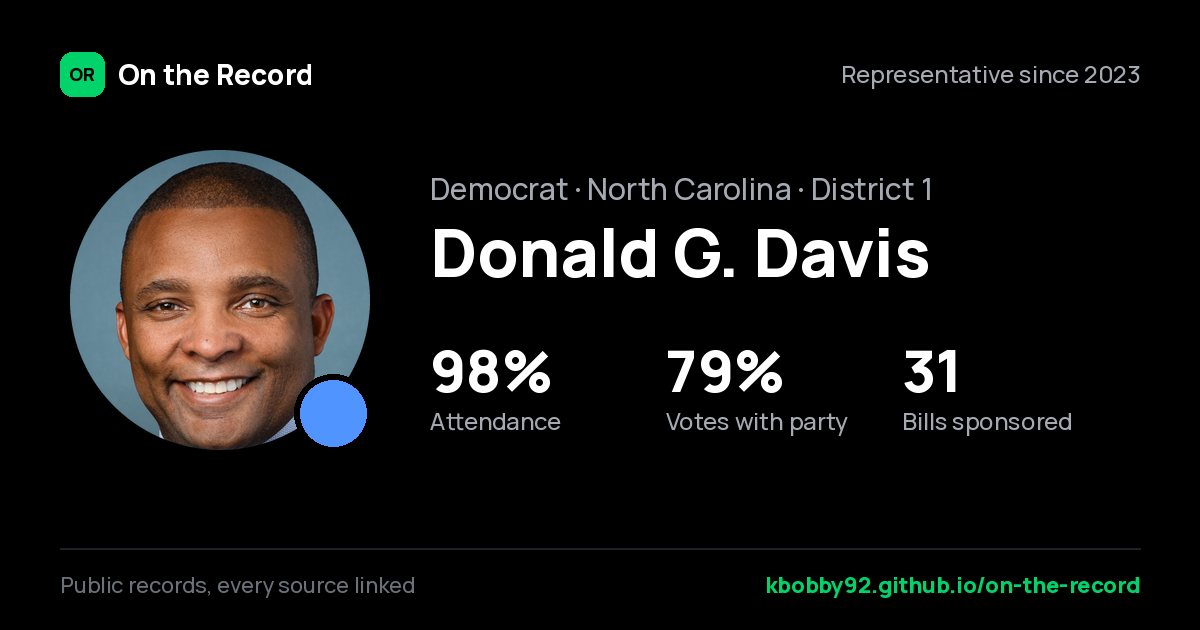 OR On the Record
Representative since 2023
Democrat · North Carolina · District 1
Donald G. Davis
98% 79% 31
Attendance Votes with party Bills sponsored
Public records, every source linked
kbobby92.github.io/on-the-record